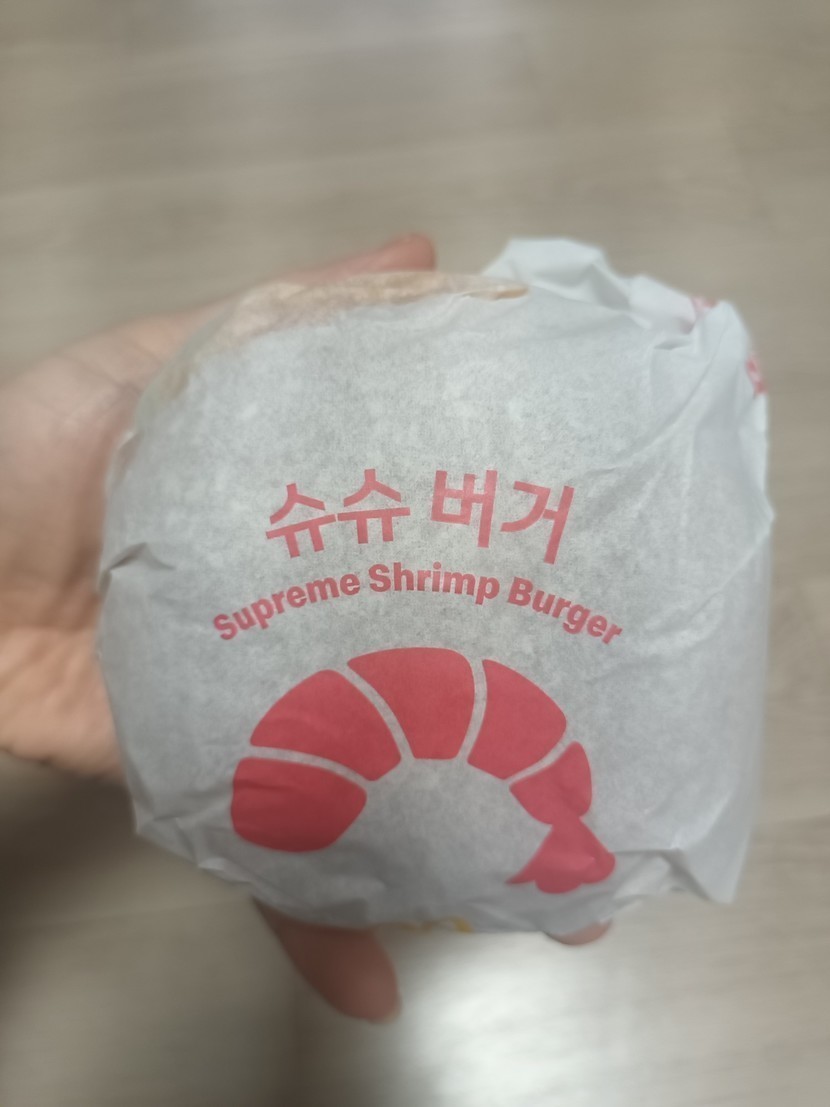 슈슈 버거
Supreme Shrimp Burger